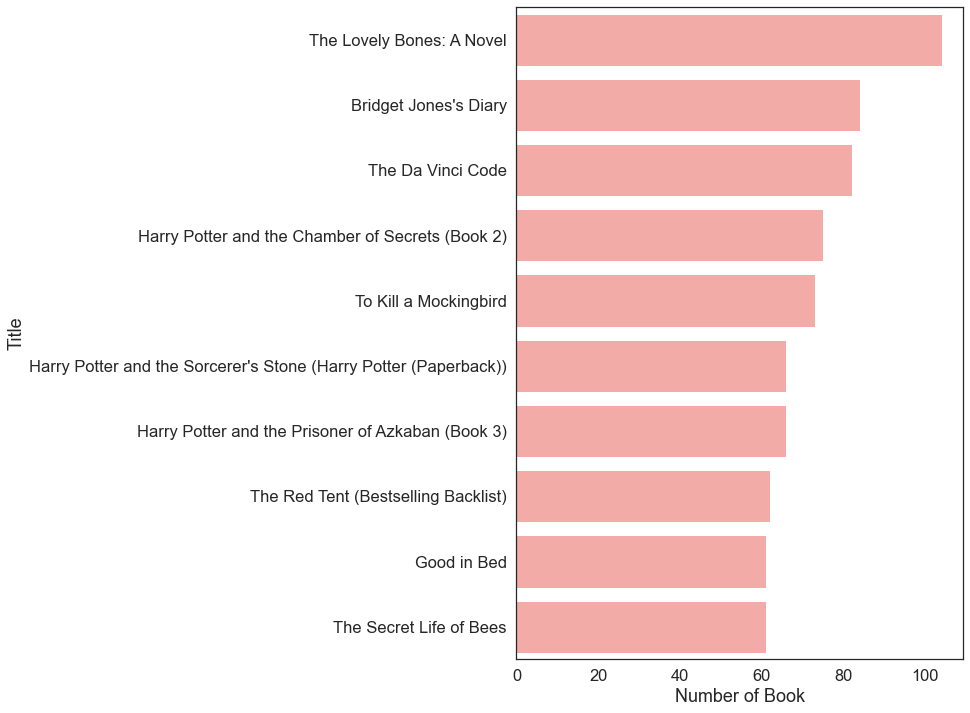 The Lovely Bones: A Novel
Bridget Jones's Diary
The Da Vinci Code
Harry Potter and the Chamber of Secrets (Book 2)
To Kill a Mockingbird
Title
Harry Potter and the Sorcerer's Stone (Harry Potter (Paperback))
Harry Potter and the Prisoner of Azkaban (Book 3)
The Red Tent (Bestselling Backlist)
Good in Bed
The Secret Life of Bees
0 20 40 60 80 100
Number of Book